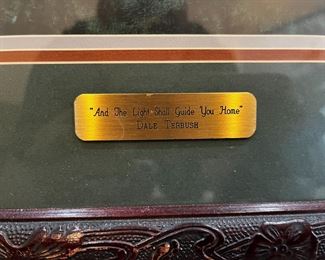 "And The Light Shall Guide You Home"
DALE TERBUSH